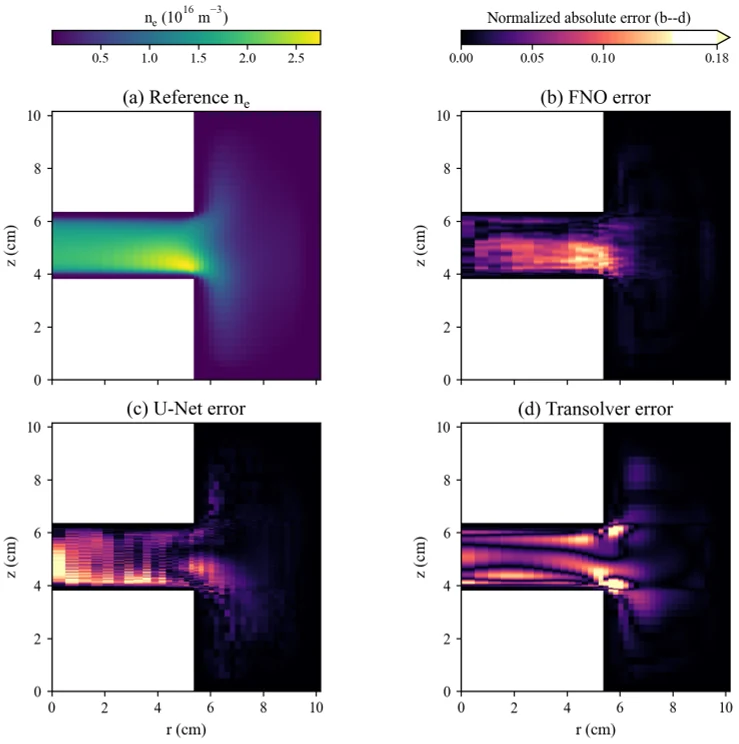 nₑ (10¹⁶ m⁻³)
0.5 1.0 1.5 2.0 2.5
Normalized absolute error (b--d)
0.00 0.05 0.10 0.18
(a) Reference nₑ
10
8
6
4
2
0
z (cm)
(b) FNO error
10
8
6
4
2
0
z (cm)
(c) U-Net error
10
8
6
4
2
0
z (cm)
0 2 4 6 8 10
r (cm)
(d) Transolver error
10
8
6
4
2
0
z (cm)
0 2 4 6 8 10
r (cm)